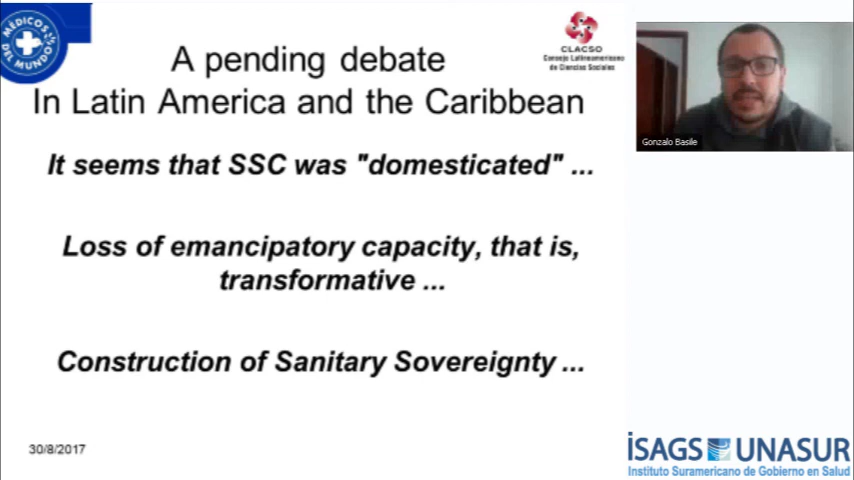 MÉDICOS
DEL MUNDO
CLACSO
Consejo Latinoamericano
de Ciencias Sociales
A pending debate
In Latin America and the Caribbean
It seems that SSC was "domesticated" ...
Loss of emancipatory capacity, that is,
transformative ...
Construction of Sanitary Sovereignty ...
30/8/2017
Gonzalo Basile
iSAGS UNASUR
Instituto Suramericano de Gobierno en Salud